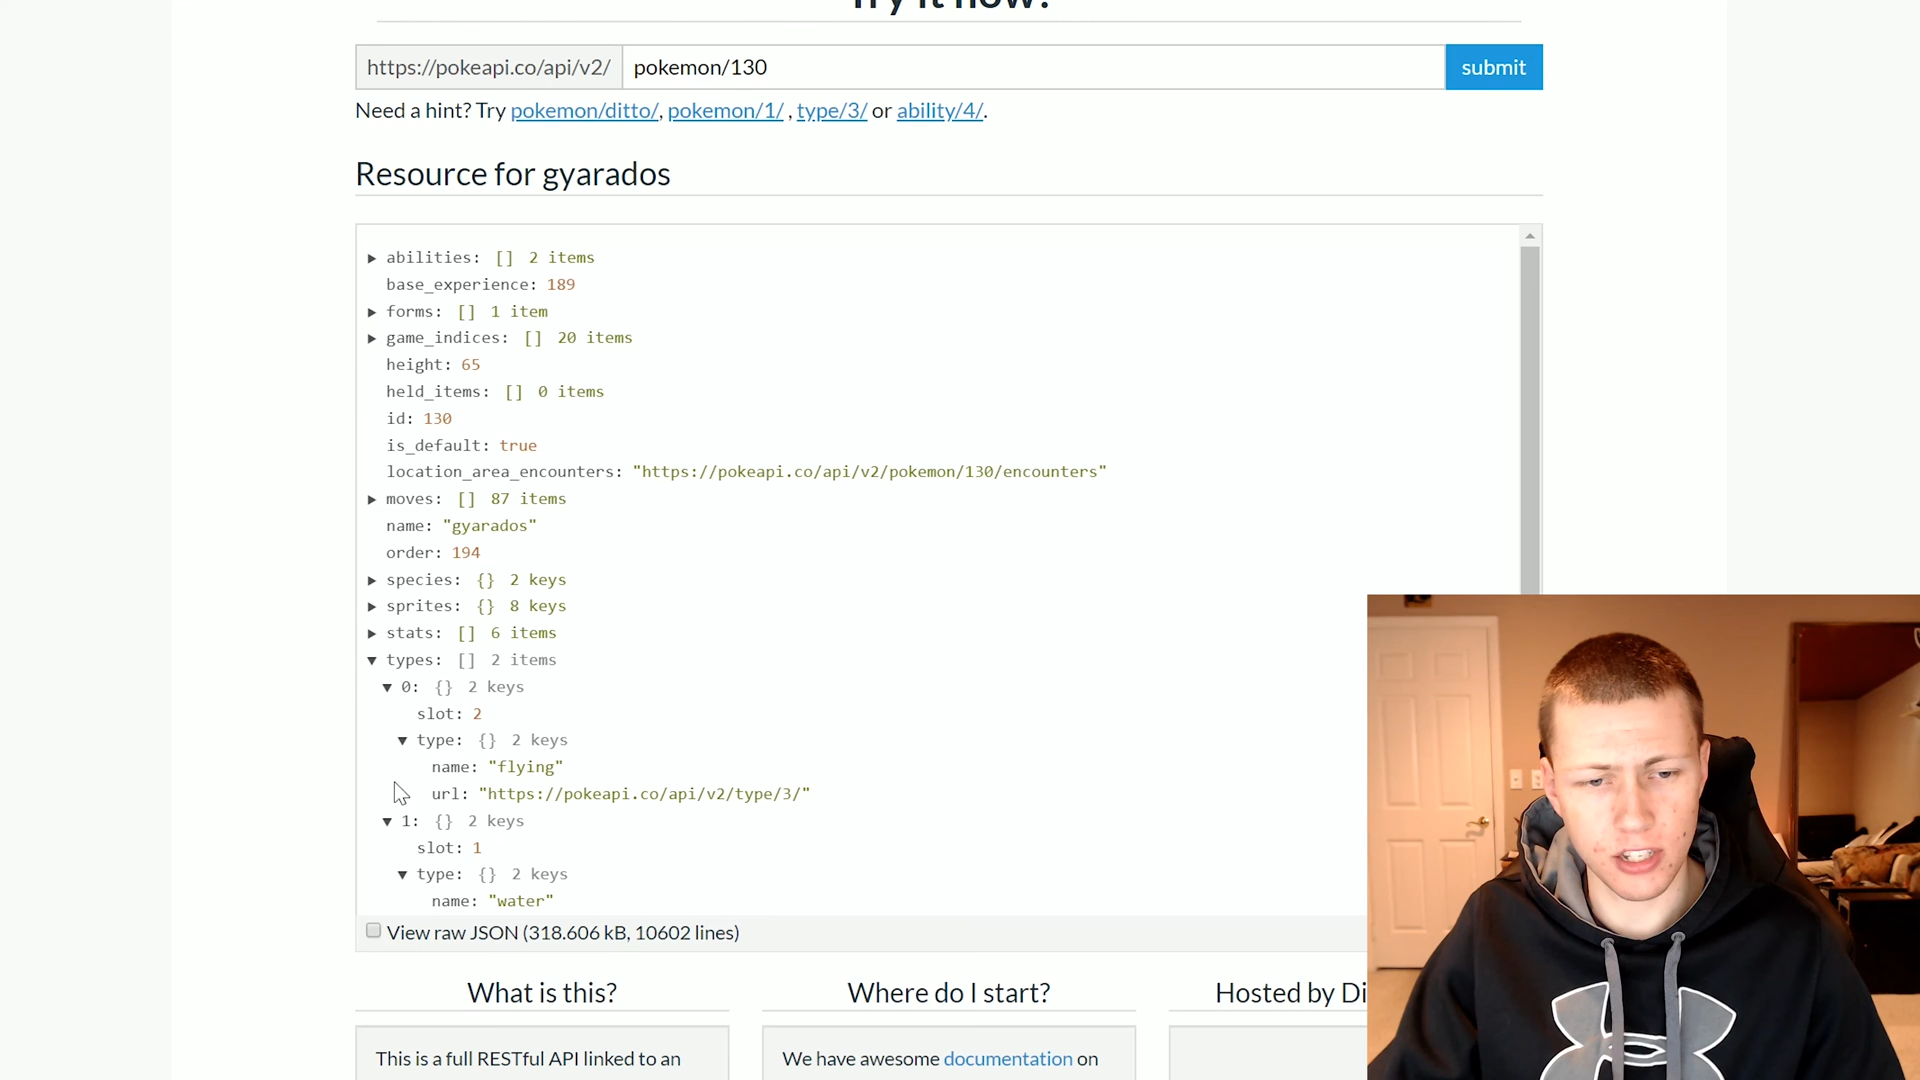 Try it now!
https://pokeapi.co/api/v2/ pokemon/130 submit
Need a hint? Try pokemon/ditto/, pokemon/1/ , type/3/ or ability/4/.
Resource for gyarados
abilities: [] 2 items
base_experience: 189
forms: [] 1 item
game_indices: [] 20 items
height: 65
held_items: [] 0 items
id: 130
is_default: true
location_area_encounters: "https://pokeapi.co/api/v2/pokemon/130/encounters"
moves: [] 87 items
name: "gyarados"
order: 194
species: {} 2 keys
sprites: {} 8 keys
stats: [] 6 items
types: [] 2 items
0: {} 2 keys
slot: 2
type: {} 2 keys
name: "flying"
url: "https://pokeapi.co/api/v2/type/3/"
1: {} 2 keys
slot: 1
type: {} 2 keys
name: "water"
View raw JSON (318.606 kB, 10602 lines)
What is this? Where do I start? Hosted by Di
This is a full RESTful API linked to an We have awesome documentation on